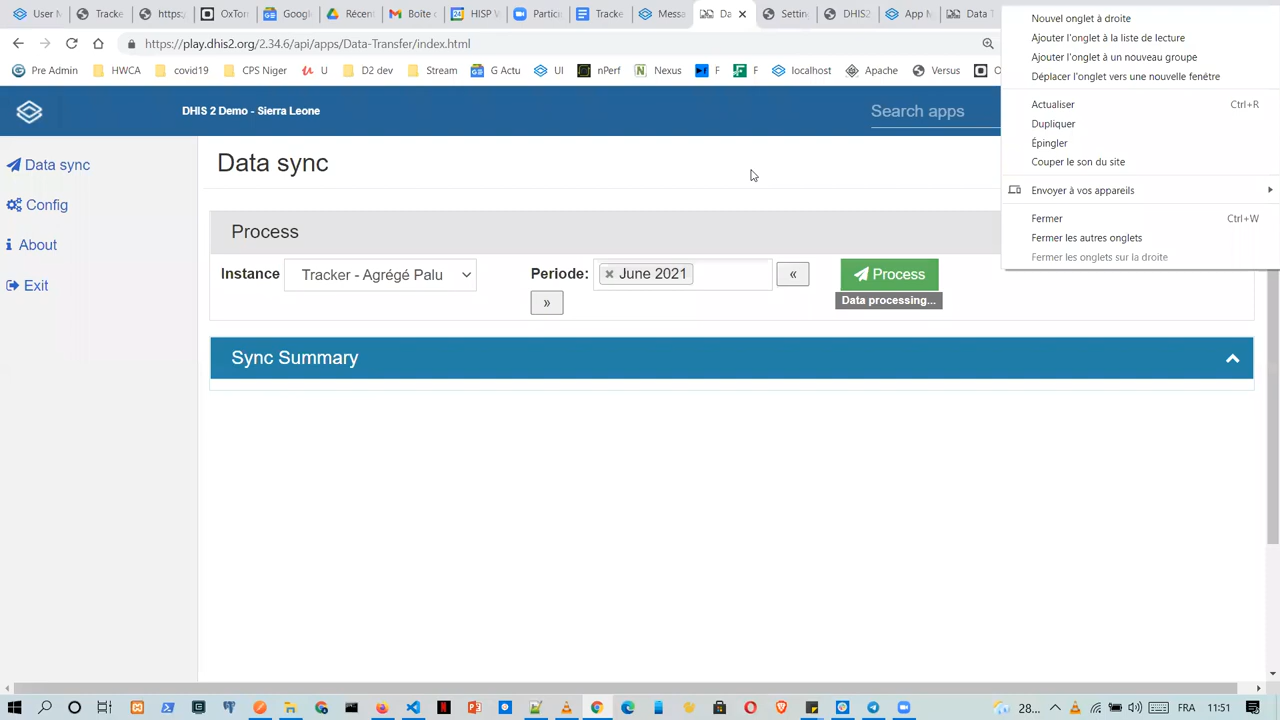 User M
Tracke
https:
OxTorr
Google
Récen
Boîte
HISP W
Partici
Tracke
Messa
Da
Settin
DHIS2
App M
Data T
https://play.dhis2.org/2.34.6/api/apps/Data-Transfer/index.html
Pre Admin
HWCA
covid19
CPS Niger
U
D2 dev
Stream
G Actu
UI
nPerf
Nexus
F
F
localhost
Apache
Versus
O
Nouvel onglet à droite
Ajouter l'onglet à la liste de lecture
Ajouter l'onglet à un nouveau groupe
Déplacer l'onglet vers une nouvelle fenêtre
Actualiser Ctrl+R
Dupliquer
Épingler
Couper le son du site
Envoyer à vos appareils
Fermer Ctrl+W
Fermer les autres onglets
Fermer les onglets sur la droite
DHIS 2 Demo - Sierra Leone
Search apps
Data sync
Config
About
Exit
Data sync
Process
Instance Tracker - Agrégé Palu Periode: × June 2021 « Process
» Data processing...
Sync Summary
28... FRA 11:51